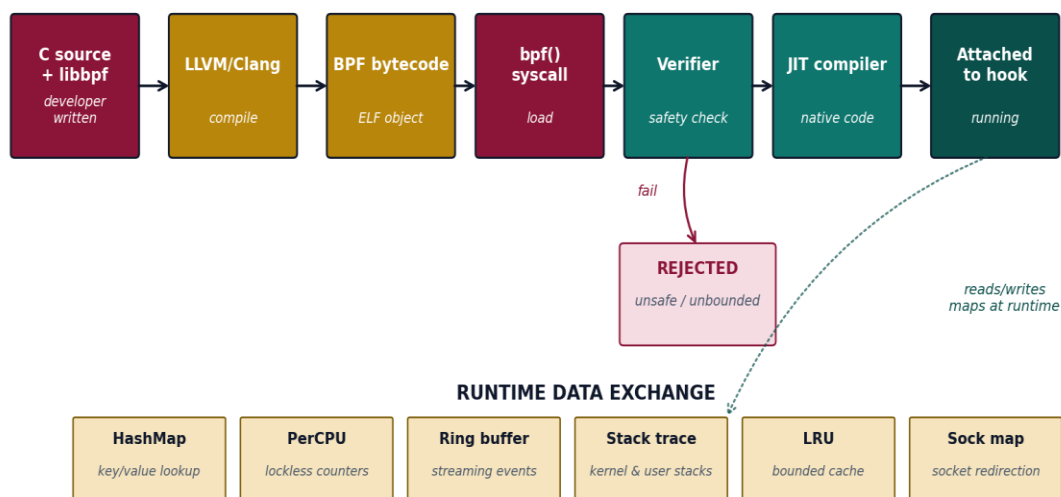 C source
+ libbpf
developer
written
LLVM/Clang
compile
BPF bytecode
ELF object
bpf()
syscall
load
Verifier
safety check
JIT compiler
native code
Attached
to hook
running
fail
REJECTED
unsafe / unbounded
reads/writes
maps at runtime
RUNTIME DATA EXCHANGE
HashMap
key/value lookup
PerCPU
lockless counters
Ring buffer
streaming events
Stack trace
kernel & user stacks
LRU
bounded cache
Sock map
socket redirection